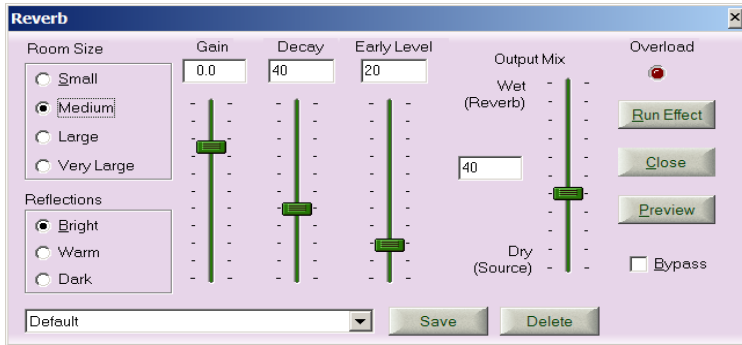 Reverb
Room Size
Small
Medium
Large
Very Large
Reflections
Bright
Warm
Dark
Gain
0.0
Decay
40
Early Level
20
Output Mix
Wet
(Reverb)
40
Dry
(Source)
Overload
Run Effect
Close
Preview
Bypass
Default
Save
Delete